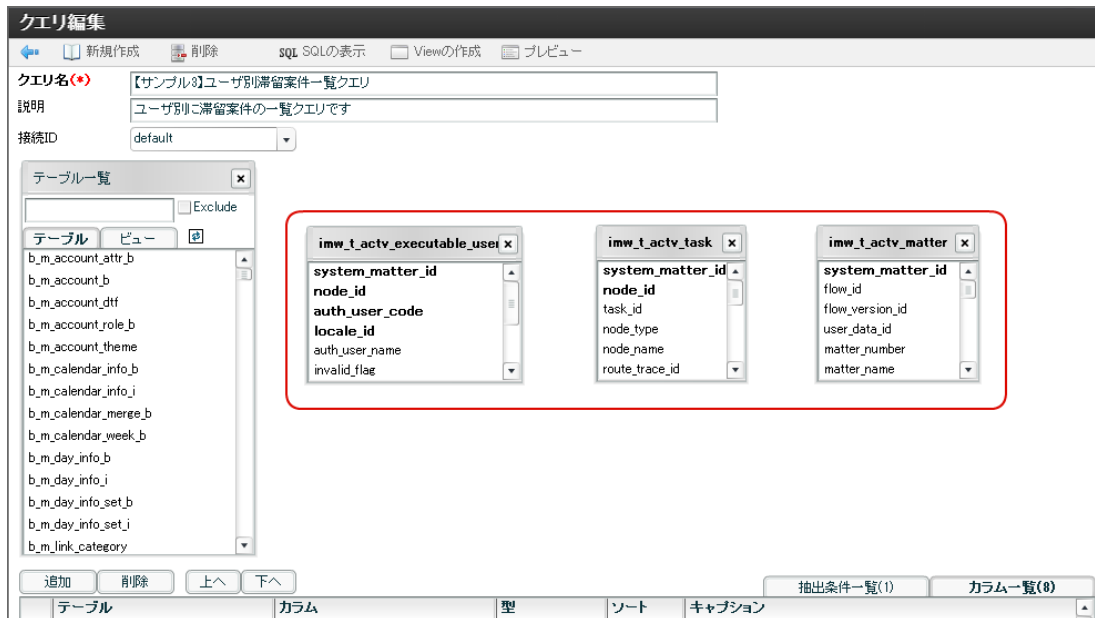 クエリ編集
新規作成 削除 SQL SQLの表示 Viewの作成 プレビュー
クエリ名(*) 【サンプル3】ユーザ別滞留案件一覧クエリ
説明 ユーザ別に滞留案件の一覧クエリです
接続ID default
テーブル一覧
Exclude
テーブル ビュー
b_m_account_attr_b
b_m_account_b
b_m_account_dtf
b_m_account_role_b
b_m_account_theme
b_m_calendar_info_b
b_m_calendar_info_i
b_m_calendar_merge_b
b_m_calendar_week_b
b_m_day_info_b
b_m_day_info_i
b_m_day_info_set_b
b_m_day_info_set_i
b_m_link_category
imw_t_actv_executable_user
system_matter_id
node_id
auth_user_code
locale_id
auth_user_name
invalid_flag
imw_t_actv_task
system_matter_id
node_id
task_id
node_type
node_name
route_trace_id
imw_t_actv_matter
system_matter_id
flow_id
flow_version_id
user_data_id
matter_number
matter_name
追加 削除 上へ 下へ
抽出条件一覧(1) カラム一覧(8)
テーブル カラム 型 ソート キャプション